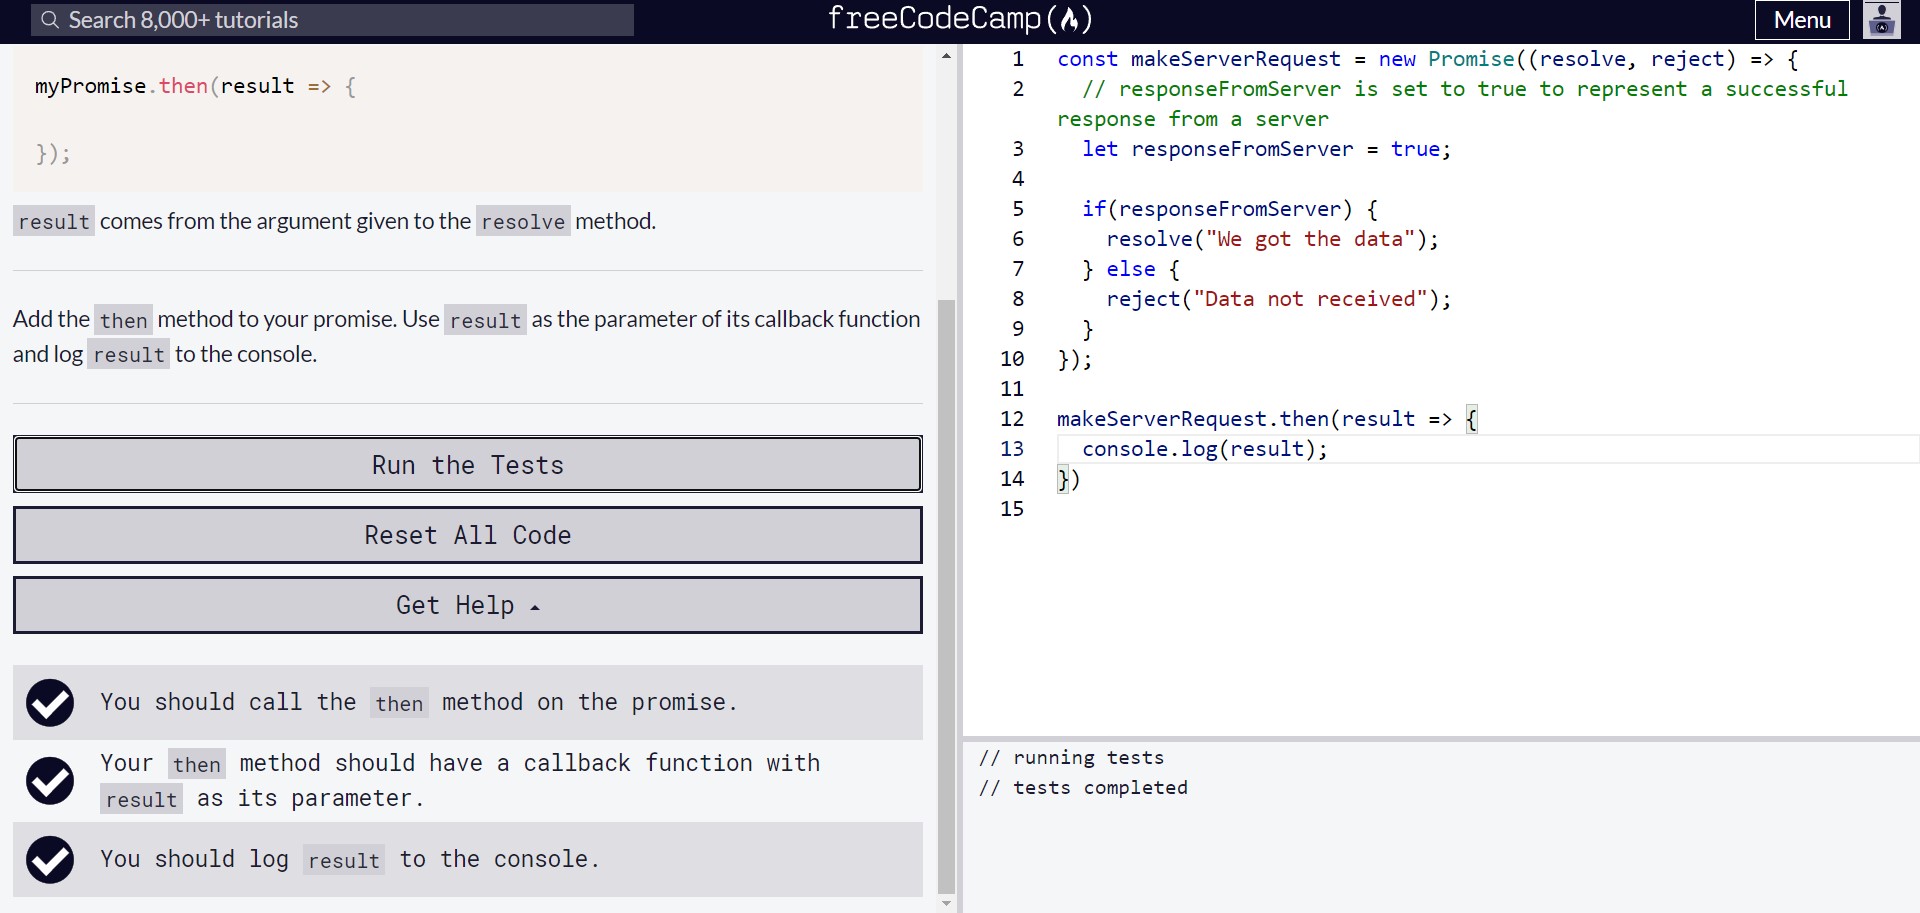 Search 8,000+ tutorials
freeCodeCamp(🔥)
Menu
myPromise.then(result => {
});
result comes from the argument given to the resolve method.
Add the then method to your promise. Use result as the parameter of its callback function
and log result to the console.
Run the Tests
Reset All Code
Get Help
You should call the then method on the promise.
Your then method should have a callback function with
result as its parameter.
You should log result to the console.
1 const makeServerRequest = new Promise((resolve, reject) => {
2   // responseFromServer is set to true to represent a successful
response from a server
3   let responseFromServer = true;
4
5   if(responseFromServer) {
6     resolve("We got the data");
7   } else {
8     reject("Data not received");
9   }
10 });
11
12 makeServerRequest.then(result => {
13   console.log(result);
14 })
15
// running tests
// tests completed